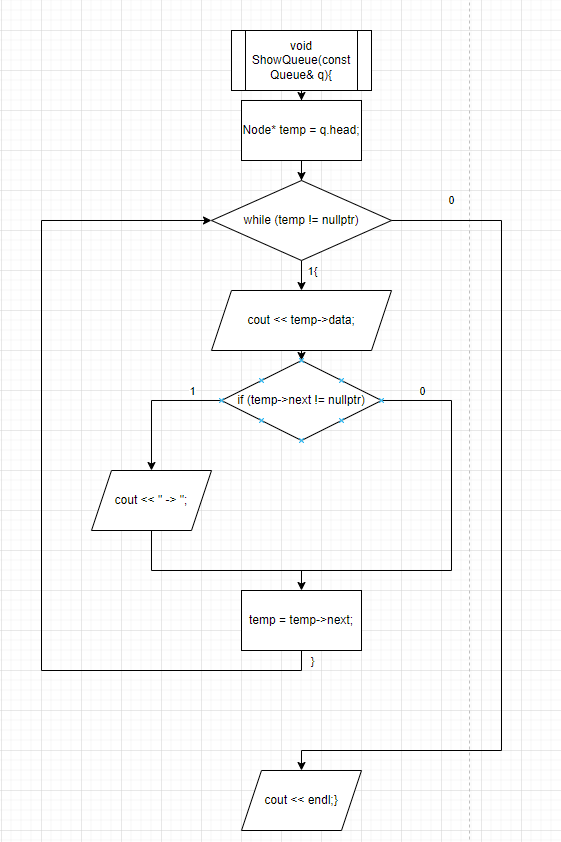 void
ShowQueue(const
Queue& q){
Node* temp = q.head;
while (temp != nullptr)
0
1{
cout << temp->data;
if (temp->next != nullptr)
1
0
cout << " -> ";
temp = temp->next;
}
cout << endl;}